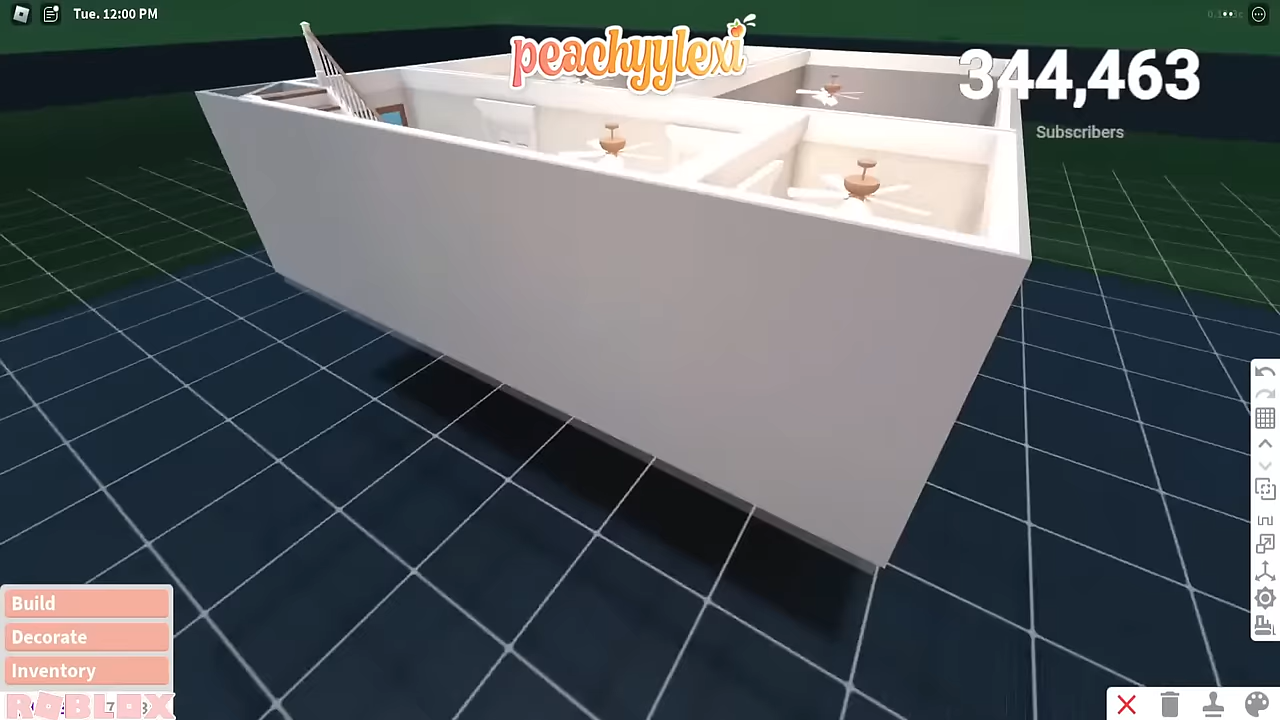 Tue. 12:00 PM
peachyylexi
344,463
Subscribers
Build
Decorate
Inventory
ROBLOX